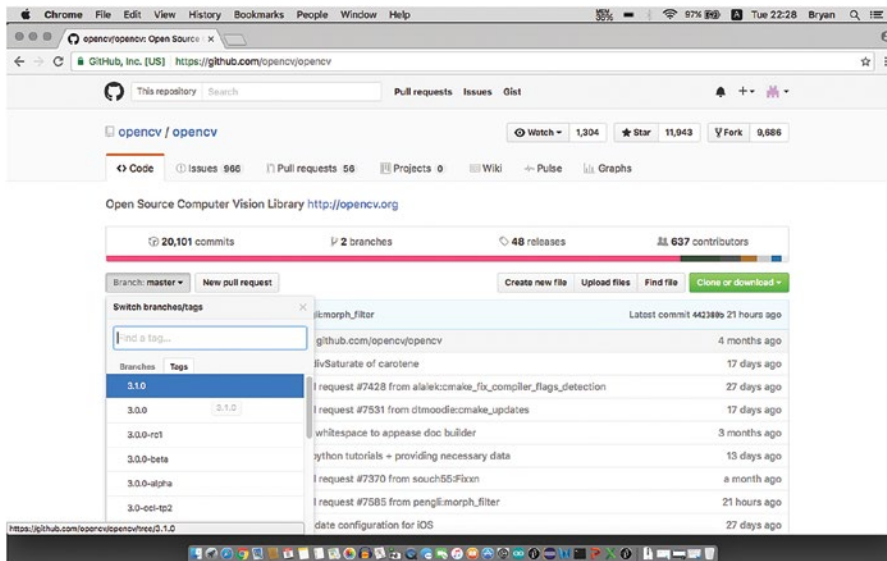 Chrome File Edit View History Bookmarks People Window Help 97% Tue 22:28 Bryan
opencv/opencv: Open Source
GitHub, Inc. [US] https://github.com/opencv/opencv
This repository Search Pull requests Issues Gist
opencv / opencv Watch 1,304 Star 11,943 Fork 9,686
Code Issues 966 Pull requests 56 Projects 0 Wiki Pulse Graphs
Open Source Computer Vision Library http://opencv.org
20,101 commits 2 branches 48 releases 637 contributors
Branch: master New pull request Create new file Upload files Find file Clone or download
Switch branches/tags
:morph_filter Latest commit 21 hours ago
Find a tag...
github.com/opencv/opencv 4 months ago
Branches Tags
divSaturate of carotene 17 days ago
3.1.0
request #7428 from alalek:cmake_fix_compiler_flags_detection 27 days ago
3.0.0 3.1.0
request #7531 from dtmoodie:cmake_updates 17 days ago
3.0.0-rc1
whitespace to appease doc builder 3 months ago
3.0.0-beta
python tutorials + providing necessary data 13 days ago
3.0.0-alpha
request #7370 from souch55:Fixxn a month ago
3.0-ocl-tp2
request #7585 from pengli:morph_filter 21 hours ago
https://github.com/opencv/opencv/tree/3.1.0
date configuration for iOS 27 days ago